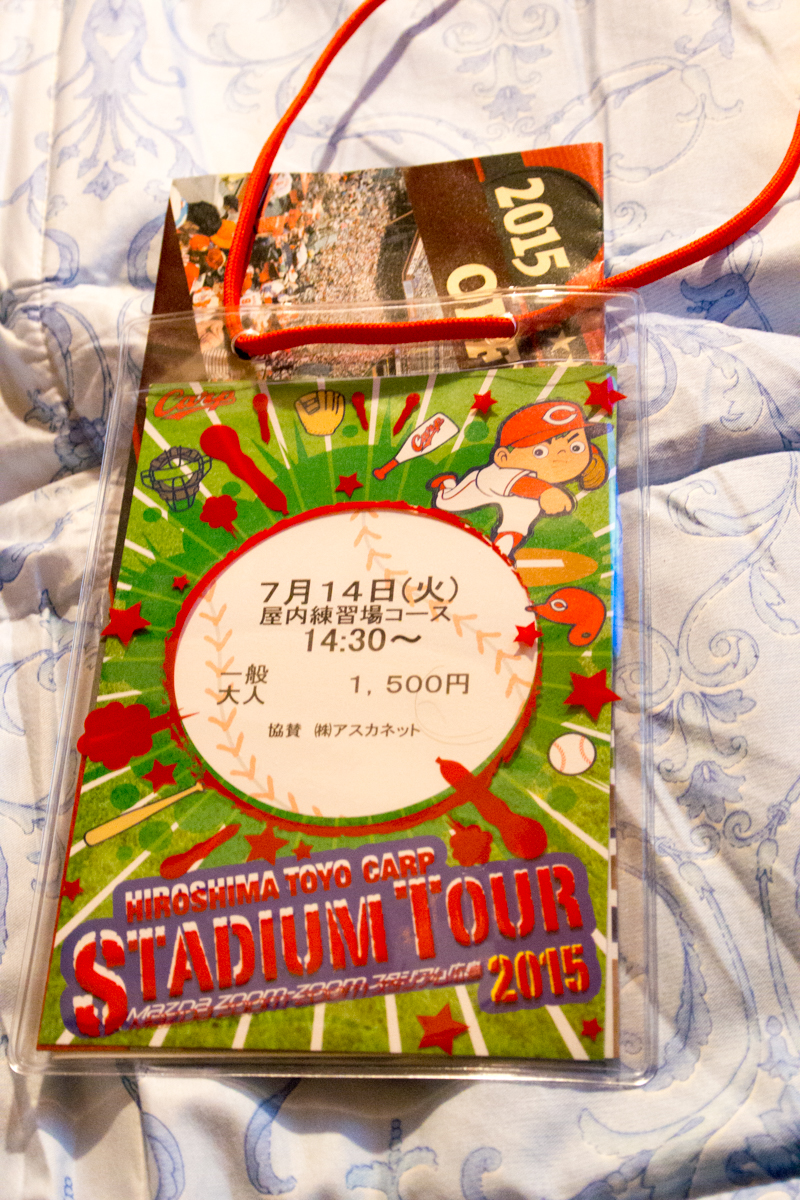 2015
Carp
Carp
C
C
7月14日(火)
屋内練習場コース
14:30～
一般
大人
1,500円
協賛 ㈱アスカネット
HIROSHIMA TOYO CARP
STADIUM TOUR
2015
Mazda Zoom-Zoom スタジアム広島